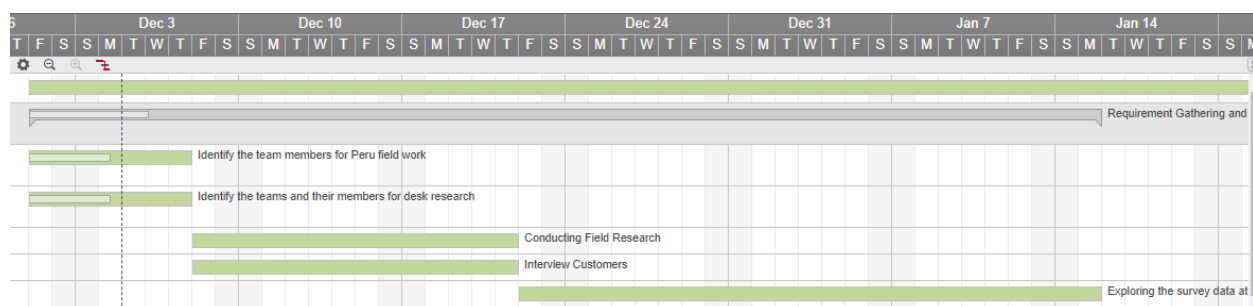 6 Dec 3 Dec 10 Dec 17 Dec 24 Dec 31 Jan 7 Jan 14
T F S S M T W T F S S M T W T F S S M T W T F S S M T W T F S S M T W T F S S M T W T F S S M T W T F S S M
Requirement Gathering and
Identify the team members for Peru field work
Identify the teams and their members for desk research
Conducting Field Research
Interview Customers
Exploring the survey data at